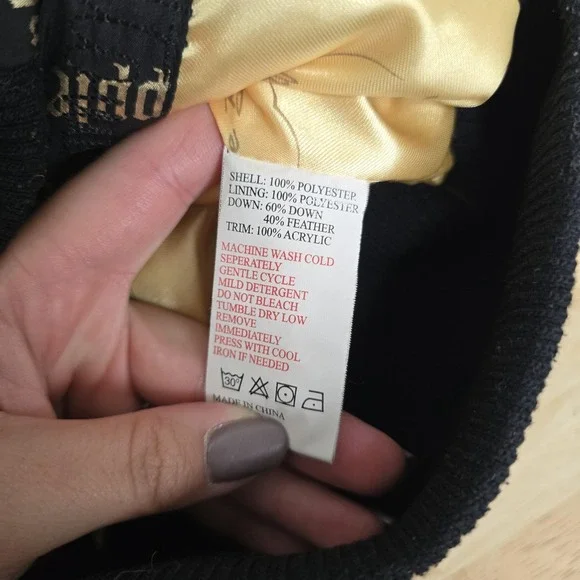 SHELL: 100% POLYESTER
LINING: 100% POLYESTER
DOWN: 60% DOWN
40% FEATHER
TRIM: 100% ACRYLIC
MACHINE WASH COLD
SEPERATELY
GENTLE CYCLE
MILD DETERGENT
DO NOT BLEACH
TUMBLE DRY LOW
REMOVE
IMMEDIATELY
PRESS WITH COOL
IRON IF NEEDED
30°
MADE IN CHINA